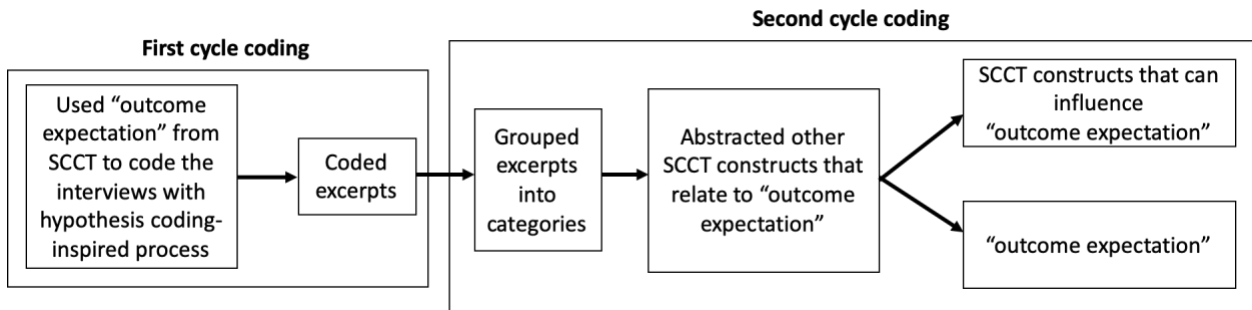 Second cycle coding
First cycle coding
Used “outcome
expectation” from
SCCT to code the
interviews with
hypothesis coding-
inspired process
Coded
excerpts
Grouped
excerpts
into
categories
Abstracted other
SCCT constructs that
relate to “outcome
expectation”
SCCT constructs that can
influence
“outcome expectation”
“outcome expectation”